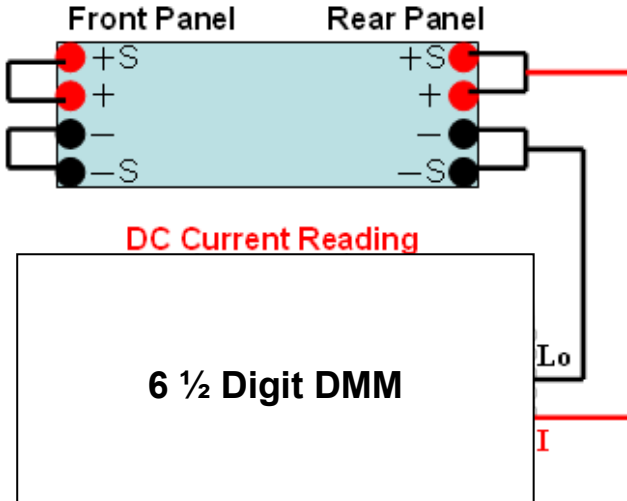 Front Panel Rear Panel
+S +S
+ +
− −
−S −S
DC Current Reading
6 ½ Digit DMM
Lo
I